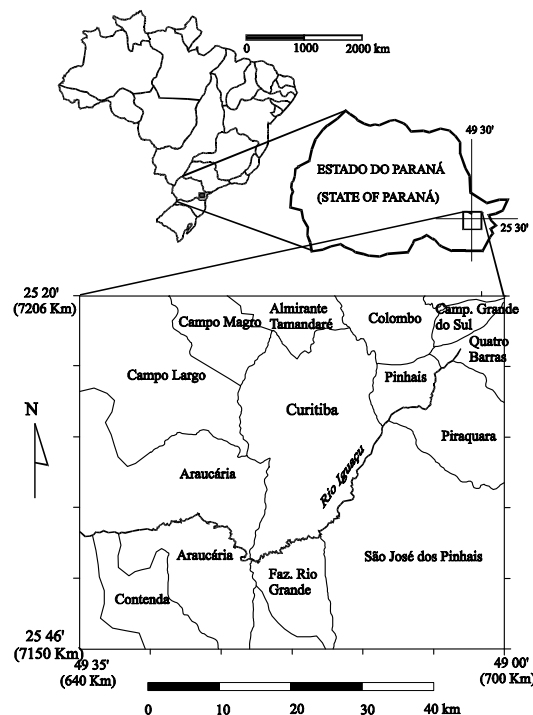 0
1000
2000 km
49 30'
ESTADO DO PARANÁ
(STATE OF PARANÁ)
25 30'
25 20'
(7206 Km)
Campo Magro
Almirante
Tamandaré
Colombo
Camp. Grande
do Sul
Quatro
Barras
Campo Largo
Pinhais
Curitiba
N
Piraquara
Araucária
Rio Iguaçu
Araucária
São José dos Pinhais
Faz. Rio
Grande
Contenda
25 46'
(7150 Km)
49 35'
(640 Km)
49 00'
(700 Km)
0
10
20
30
40 km